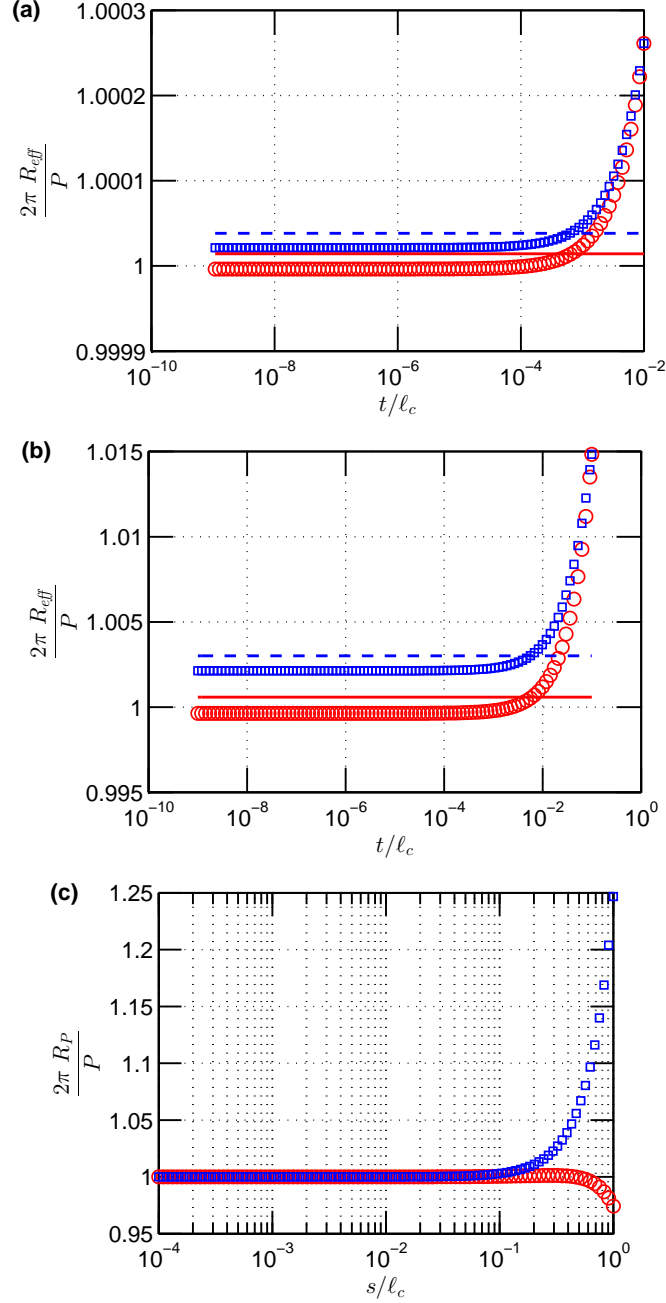 (a)
1.0003
1.0002
1.0001
1
0.9999
2π R_eff / P
10^−10 10^−8 10^−6 10^−4 10^−2
t/ℓ_c
(b)
1.015
1.01
1.005
1
0.995
2π R_eff / P
10^−10 10^−8 10^−6 10^−4 10^−2 10^0
t/ℓ_c
(c)
1.25
1.2
1.15
1.1
1.05
1
0.95
2π R_P / P
10^−4 10^−3 10^−2 10^−1 10^0
s/ℓ_c